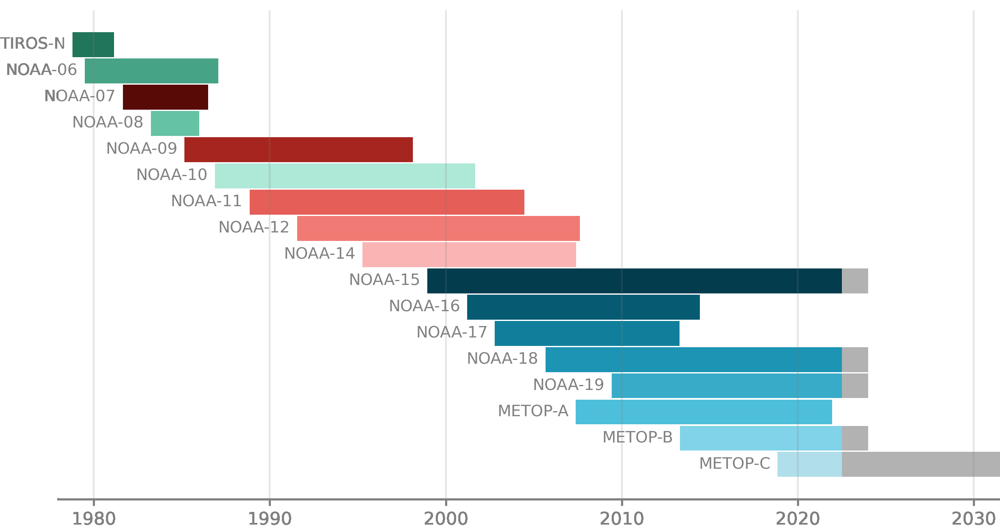 TIROS-N
NOAA-06
NOAA-07
NOAA-08
NOAA-09
NOAA-10
NOAA-11
NOAA-12
NOAA-14
NOAA-15
NOAA-16
NOAA-17
NOAA-18
NOAA-19
METOP-A
METOP-B
METOP-C
1980 1990 2000 2010 2020 2030